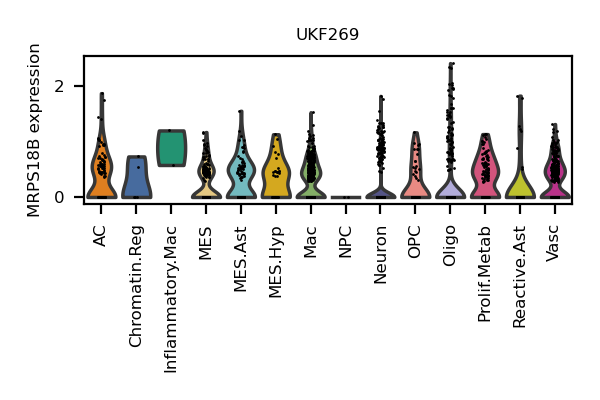 UKF269
MRPS18B expression
2
0
AC
Chromatin.Reg
Inflammatory.Mac
MES
MES.Ast
MES.Hyp
Mac
NPC
Neuron
OPC
Oligo
Prolif.Metab
Reactive.Ast
Vasc